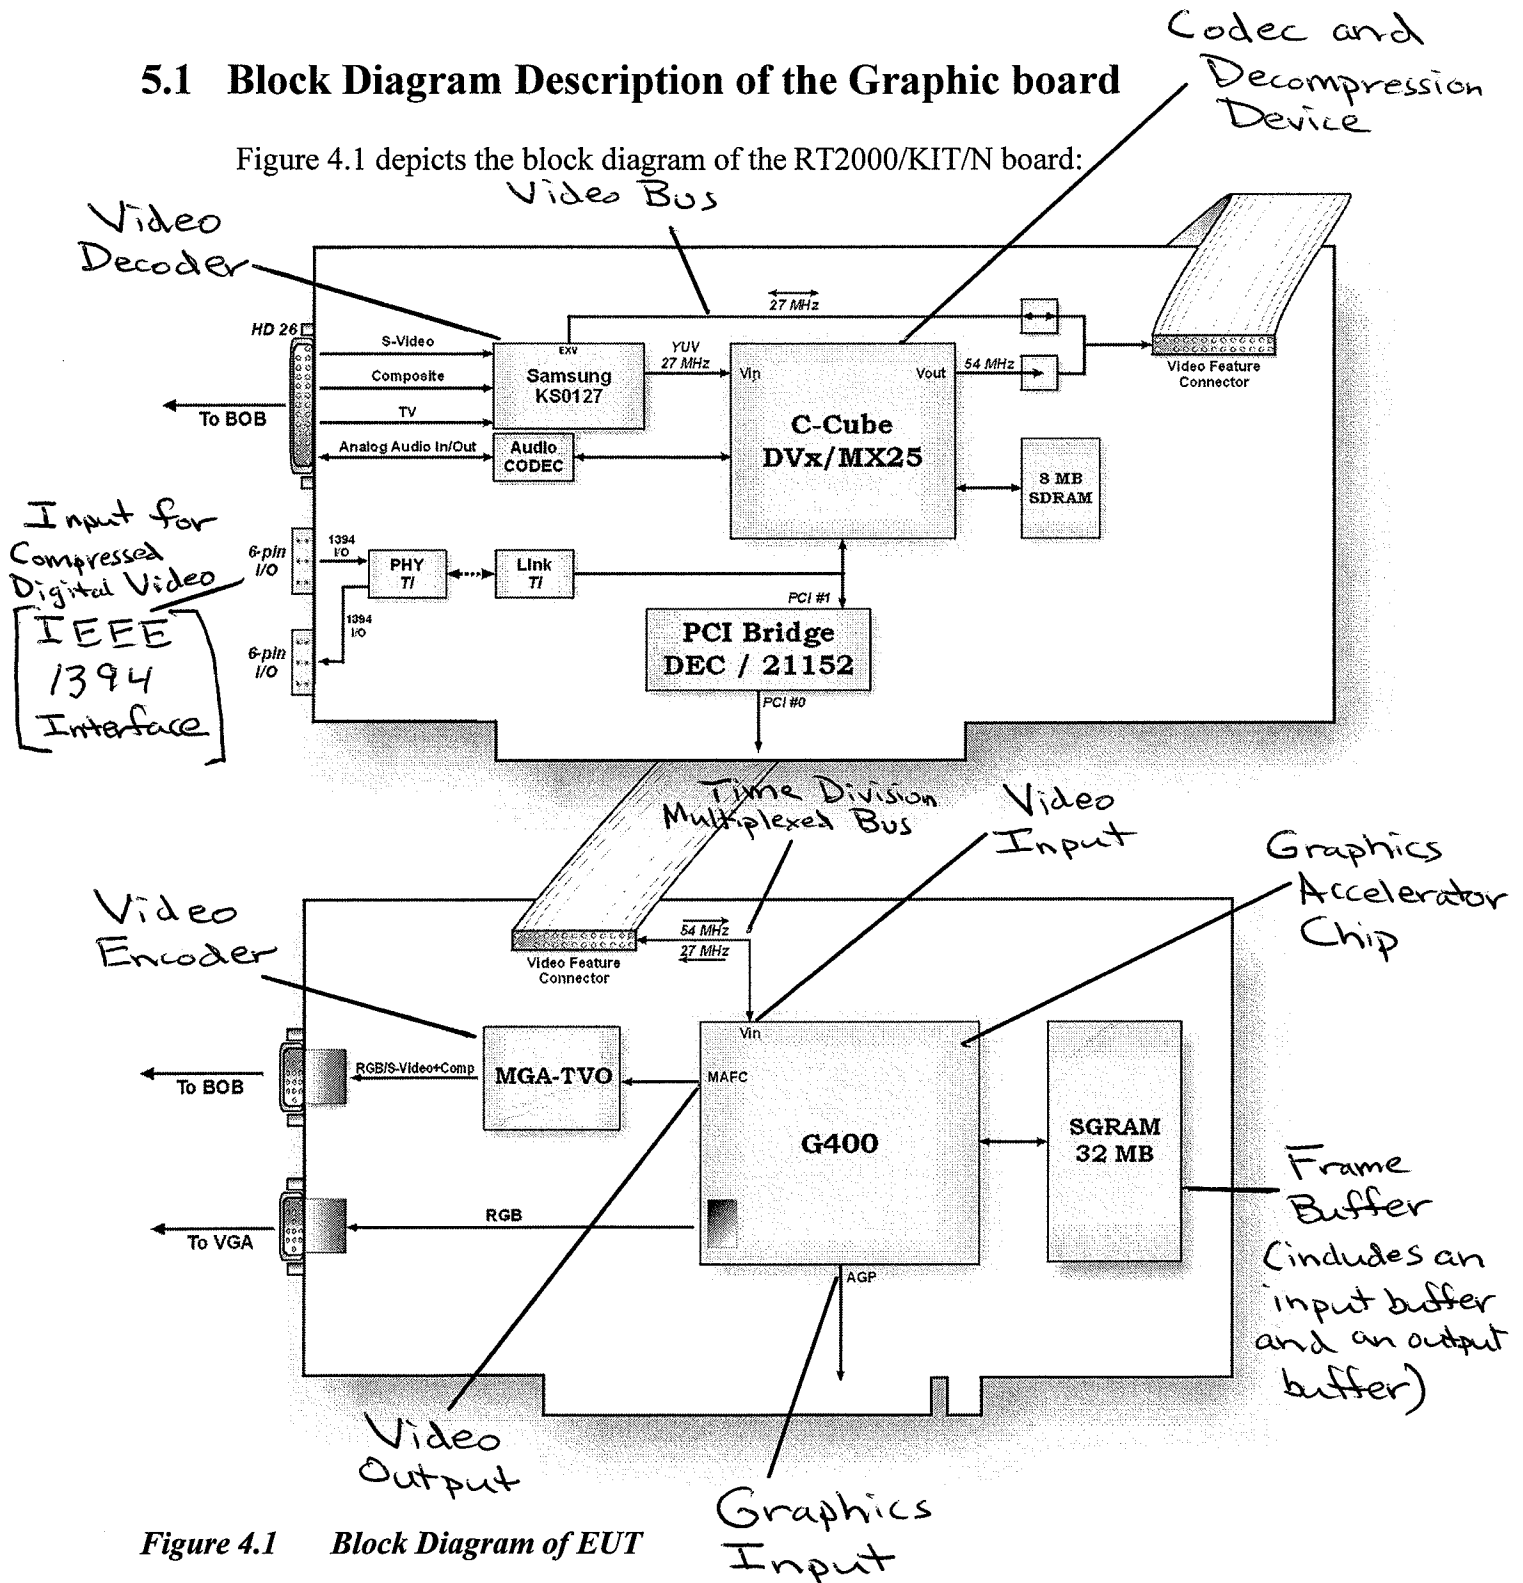 Codec and
Decompression
Device
5.1 Block Diagram Description of the Graphic board
Figure 4.1 depicts the block diagram of the RT2000/KIT/N board:
Video Bus
Video
Decoder
27 MHz
HD 26
S-Video
Composite
TV
Analog Audio In/Out
To BOB
EXV
Samsung
KS0127
YUV
27 MHz
Audio
CODEC
Vin
Vout
C-Cube
DVx/MX25
54 MHz
Video Feature
Connector
8 MB
SDRAM
Input for
Compressed
Digital Video
IEEE
1394
Interface
6-pin
I/O
1394
I/O
PHY
TI
Link
TI
PCI #1
1394
I/O
6-pin
I/O
PCI Bridge
DEC / 21152
PCI #0
Time Division
Multiplexed Bus
Video
Input
Graphics
Accelerator
Chip
Video
Encoder
54 MHz
27 MHz
Video Feature
Connector
Vin
MAFC
G400
MGA-TVO
RGB/S-Video+Comp
To BOB
SGRAM
32 MB
RGB
To VGA
AGP
Frame
Buffer
(includes an
input buffer
and an output
buffer)
Video
Output
Graphics
Input
Figure 4.1 Block Diagram of EUT